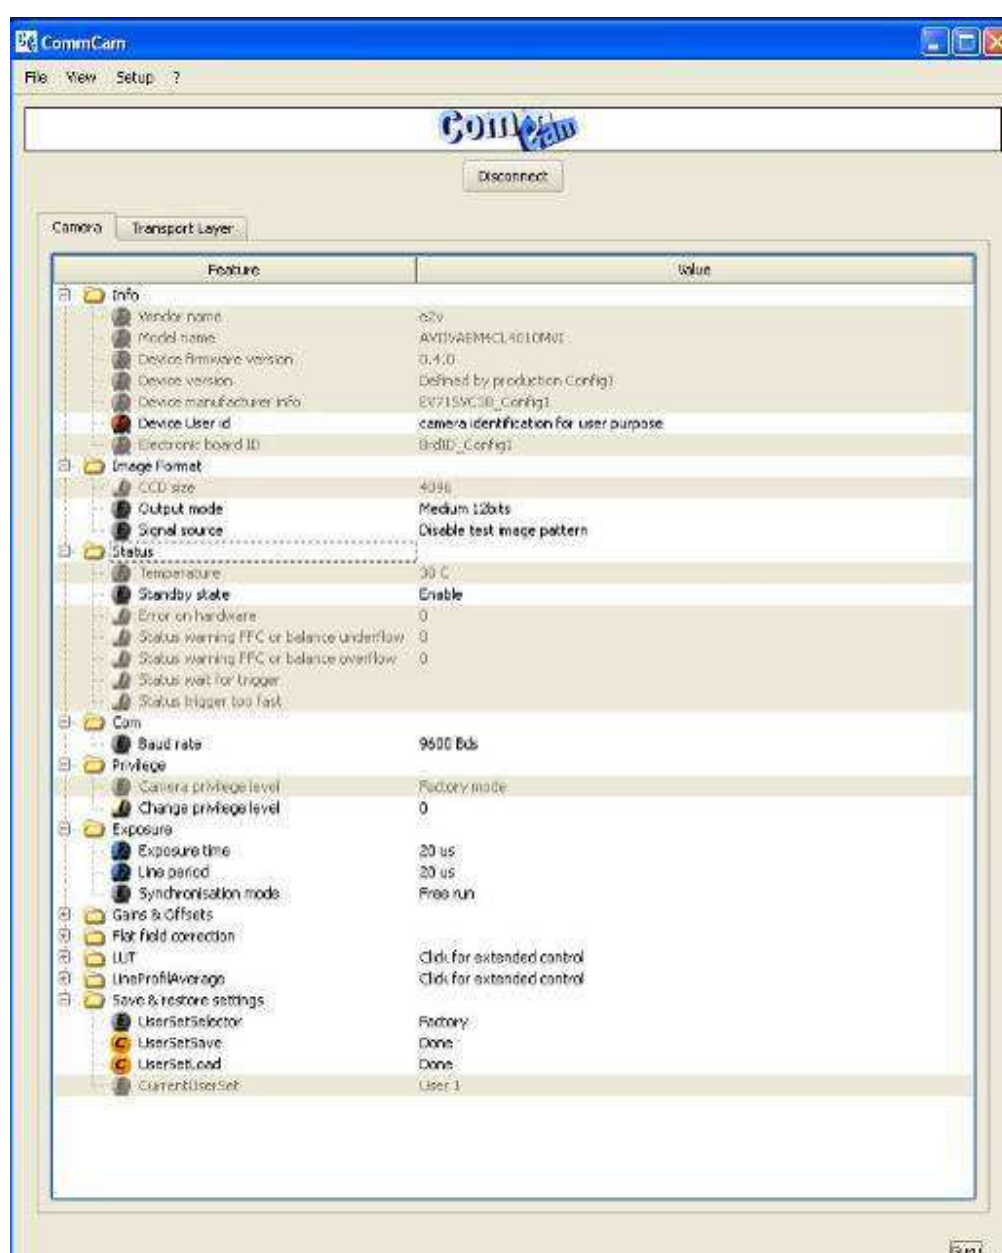 CommCam
File View Setup ?
Com Cam
Disconnect
Camera Transport Layer
Feature Value
Info
Vendor name e2v
Model name
Device firmware version 0.4.0
Device version Defined by production Config1
Device manufacturer info EV71SVC3B_Config1
Device User id camera identification for user purpose
Electronic board ID BrdID_Config1
Image Format
CCD size 4096
Output mode Medium 12bits
Signal source Disable test image pattern
Status
Temperature 38 C
Standby state Enable
Error on hardware 0
Status warning FFC or balance underflow 0
Status warning FFC or balance overflow 0
Status wait for trigger
Status trigger too fast
Com
Baud rate 9600 Bds
Privilege
Camera privilege level Factory mode
Change privilege level 0
Exposure
Exposure time 20 us
Line period 20 us
Synchronisation mode Free run
Gains & Offsets
Flat field correction
LUT Click for extended control
LineProfilAverage Click for extended control
Save & restore settings
UserSetSelector Factory
UserSetSave Done
UserSetLoad Done
CurrentUserSet User 1